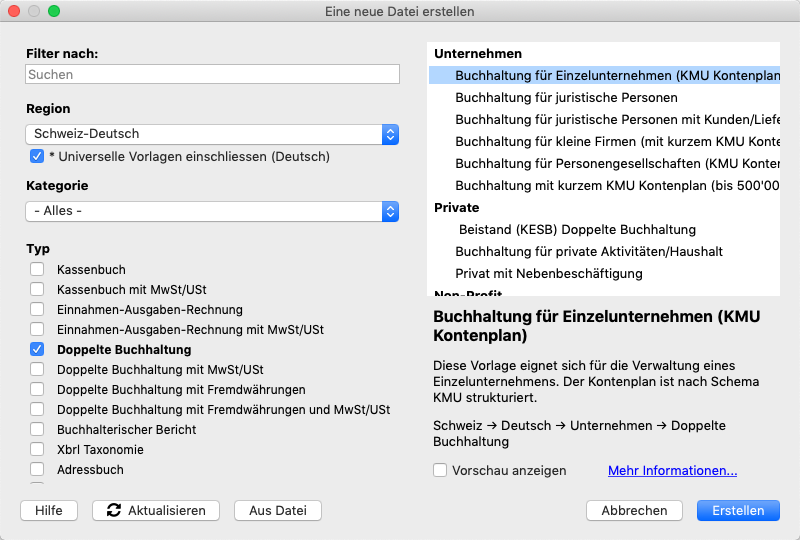 Eine neue Datei erstellen
Filter nach:
Suchen
Region
Schweiz-Deutsch
* Universelle Vorlagen einschliessen (Deutsch)
Kategorie
- Alles -
Typ
Kassenbuch
Kassenbuch mit MwSt/USt
Einnahmen-Ausgaben-Rechnung
Einnahmen-Ausgaben-Rechnung mit MwSt/USt
Doppelte Buchhaltung
Doppelte Buchhaltung mit MwSt/USt
Doppelte Buchhaltung mit Fremdwährungen
Doppelte Buchhaltung mit Fremdwährungen und MwSt/USt
Buchhalterischer Bericht
Xbrl Taxonomie
Adressbuch
Unternehmen
Buchhaltung für Einzelunternehmen (KMU Kontenplan
Buchhaltung für juristische Personen
Buchhaltung für juristische Personen mit Kunden/Liefe
Buchhaltung für kleine Firmen (mit kurzem KMU Konte
Buchhaltung für Personengesellschaften (KMU Konten
Buchhaltung mit kurzem KMU Kontenplan (bis 500'00
Private
Beistand (KESB) Doppelte Buchhaltung
Buchhaltung für private Aktivitäten/Haushalt
Privat mit Nebenbeschäftigung
Non-Profit
Buchhaltung für Einzelunternehmen (KMU
Kontenplan)
Diese Vorlage eignet sich für die Verwaltung eines
Einzelunternehmens. Der Kontenplan ist nach Schema
KMU strukturiert.
Schweiz → Deutsch → Unternehmen → Doppelte
Buchhaltung
Vorschau anzeigen
Mehr Informationen...
Hilfe
Aktualisieren
Aus Datei
Abbrechen
Erstellen